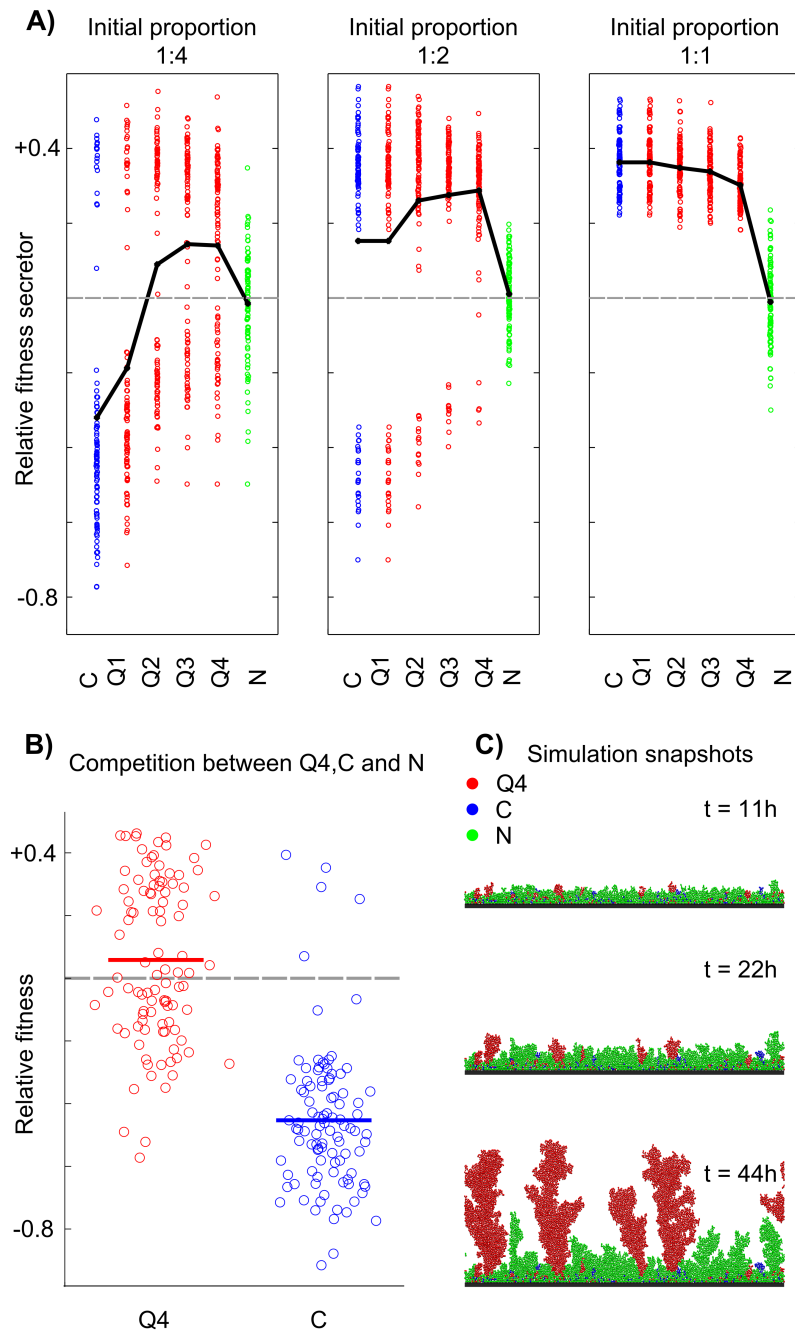 A)
Initial proportion
1:4
Initial proportion
1:2
Initial proportion
1:1
+0.4
-0.8
Relative fitness secretor
C Q1 Q2 Q3 Q4 N
C Q1 Q2 Q3 Q4 N
C Q1 Q2 Q3 Q4 N
B)
Competition between Q4,C and N
+0.4
-0.8
Relative fitness
Q4 C
C)
Simulation snapshots
Q4
C
N
t = 11h
t = 22h
t = 44h